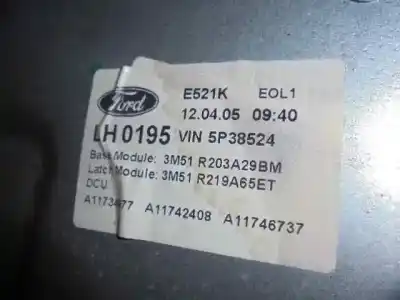 Ford E521K EOL1
12.04.05 09:40
LH 0195 VIN 5P38524
Base Module: 3M51 R203A29BM
Latch Module: 3M51 R219A65ET
DCU
A11742408 A11746737